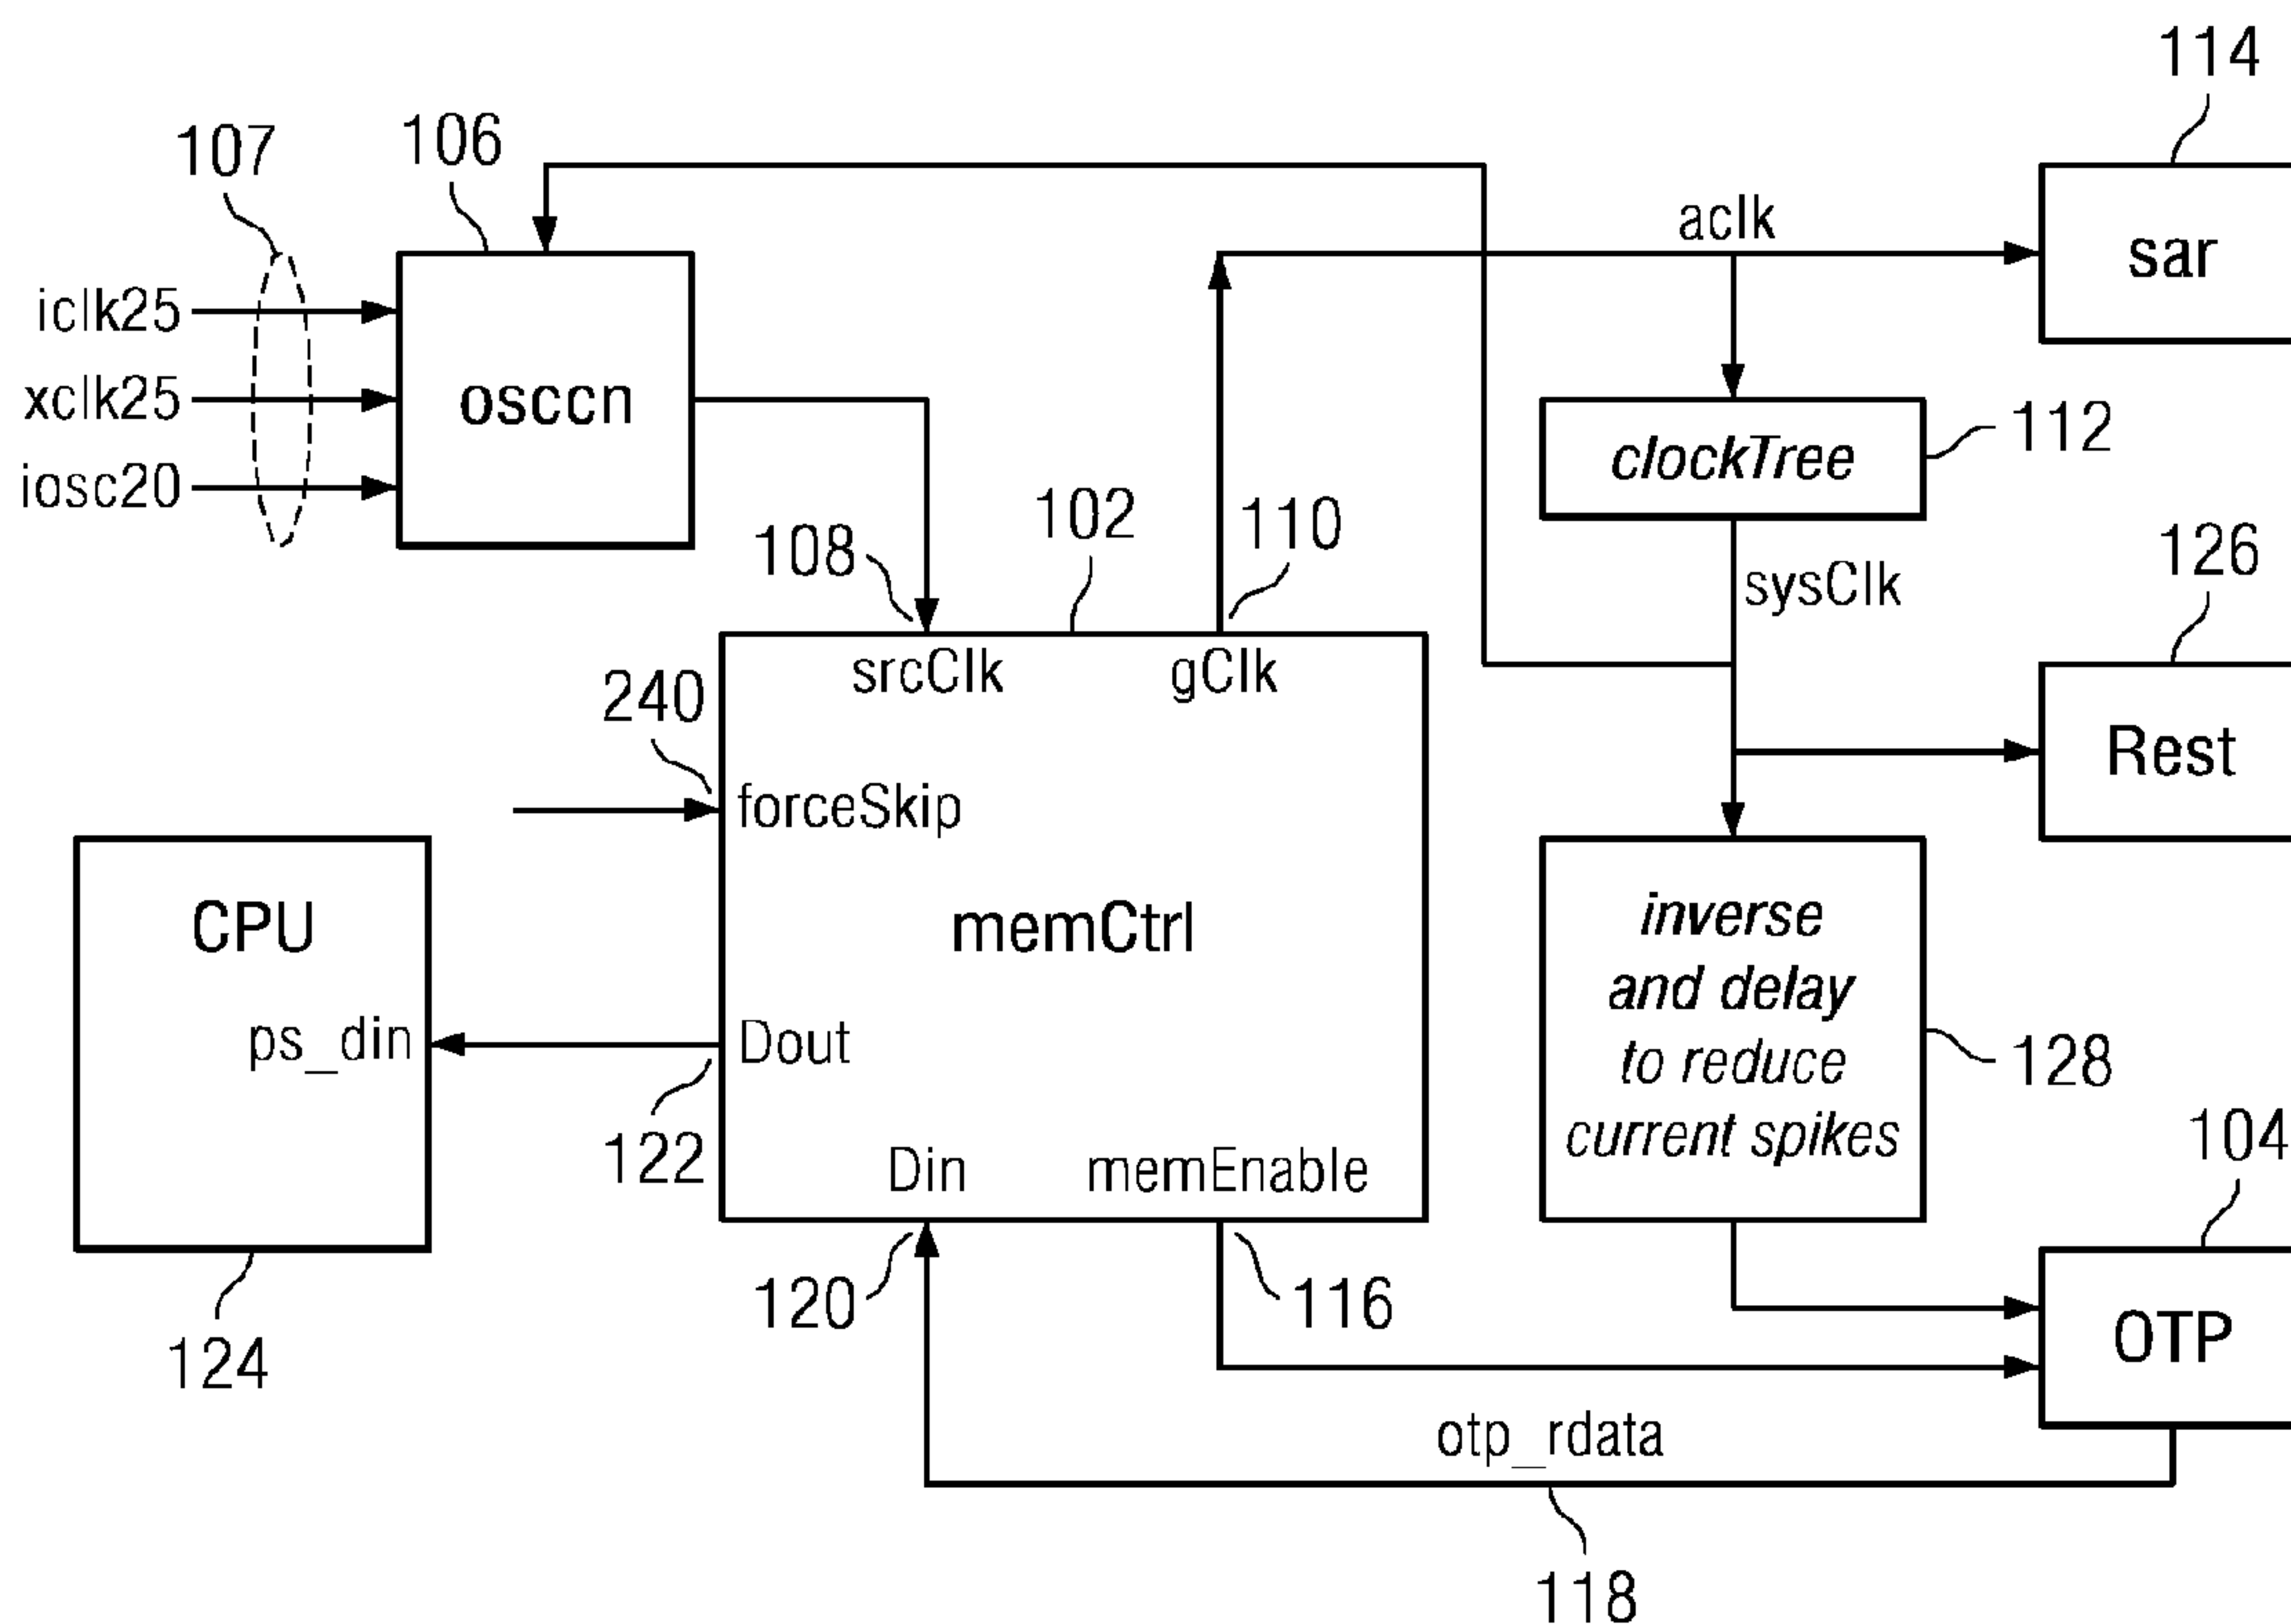 114
107
106
aclk
sar
iclk25
xclk25
iosc20
osccn
clockTree
112
108
102
110
126
sysClk
srcClk
gClk
240
Rest
forceSkip
CPU
memCtrl
inverse
and delay
to reduce
current spikes
ps_din
Dout
128
122
Din
memEnable
104
120
116
OTP
124
otp_rdata
118